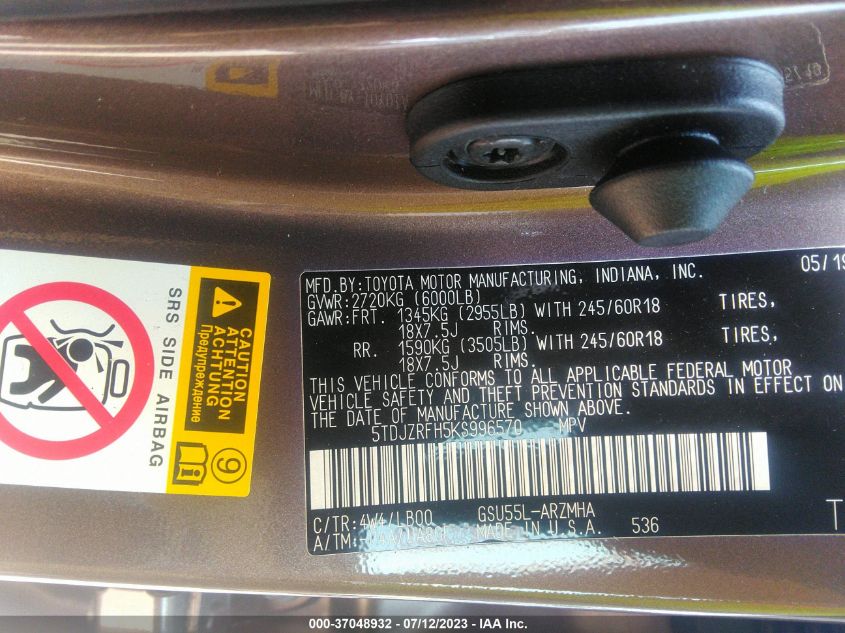 SRS SIDE AIRBAG
CAUTION
ATTENTION
ACHTUNG
Предупреждение
9
MFD.BY:TOYOTA MOTOR MANUFACTURING, INDIANA, INC. 05/19
GVWR:2720KG (6000LB)
GAWR:FRT. 1345KG (2955LB) WITH 245/60R18 TIRES,
18X7.5J RIMS.
RR. 1590KG (3505LB) WITH 245/60R18 TIRES,
18X7.5J RIMS.
THIS VEHICLE CONFORMS TO ALL APPLICABLE FEDERAL MOTOR
VEHICLE SAFETY AND THEFT PREVENTION STANDARDS IN EFFECT ON
THE DATE OF MANUFACTURE SHOWN ABOVE.
5TDJZRFH5KS996570 MPV
C/TR:4W4/LB00 GSU55L-ARZMHA
A/TM: MADE IN U.S.A. 536
000-37048932 - 07/12/2023 - IAA Inc.